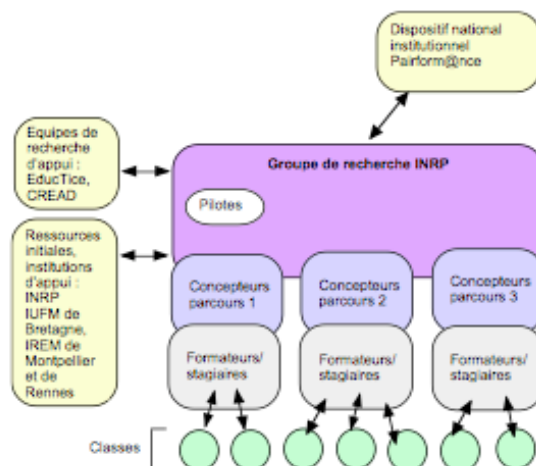 Dispositif national
institutionnel
Pairform@nce
Equipes de
recherche
d'appui :
EducTice,
CREAD
Groupe de recherche INRP
Pilotes
Ressources
initiales,
institutions
d'appui :
INRP
IUFM de
Bretagne,
IREM de
Montpellier
et de
Rennes
Concepteurs
parcours 1
Concepteurs
parcours 2
Concepteurs
parcours 3
Formateurs/
stagiaires
Formateurs/
stagiaires
Formateurs/
stagiaires
Classes